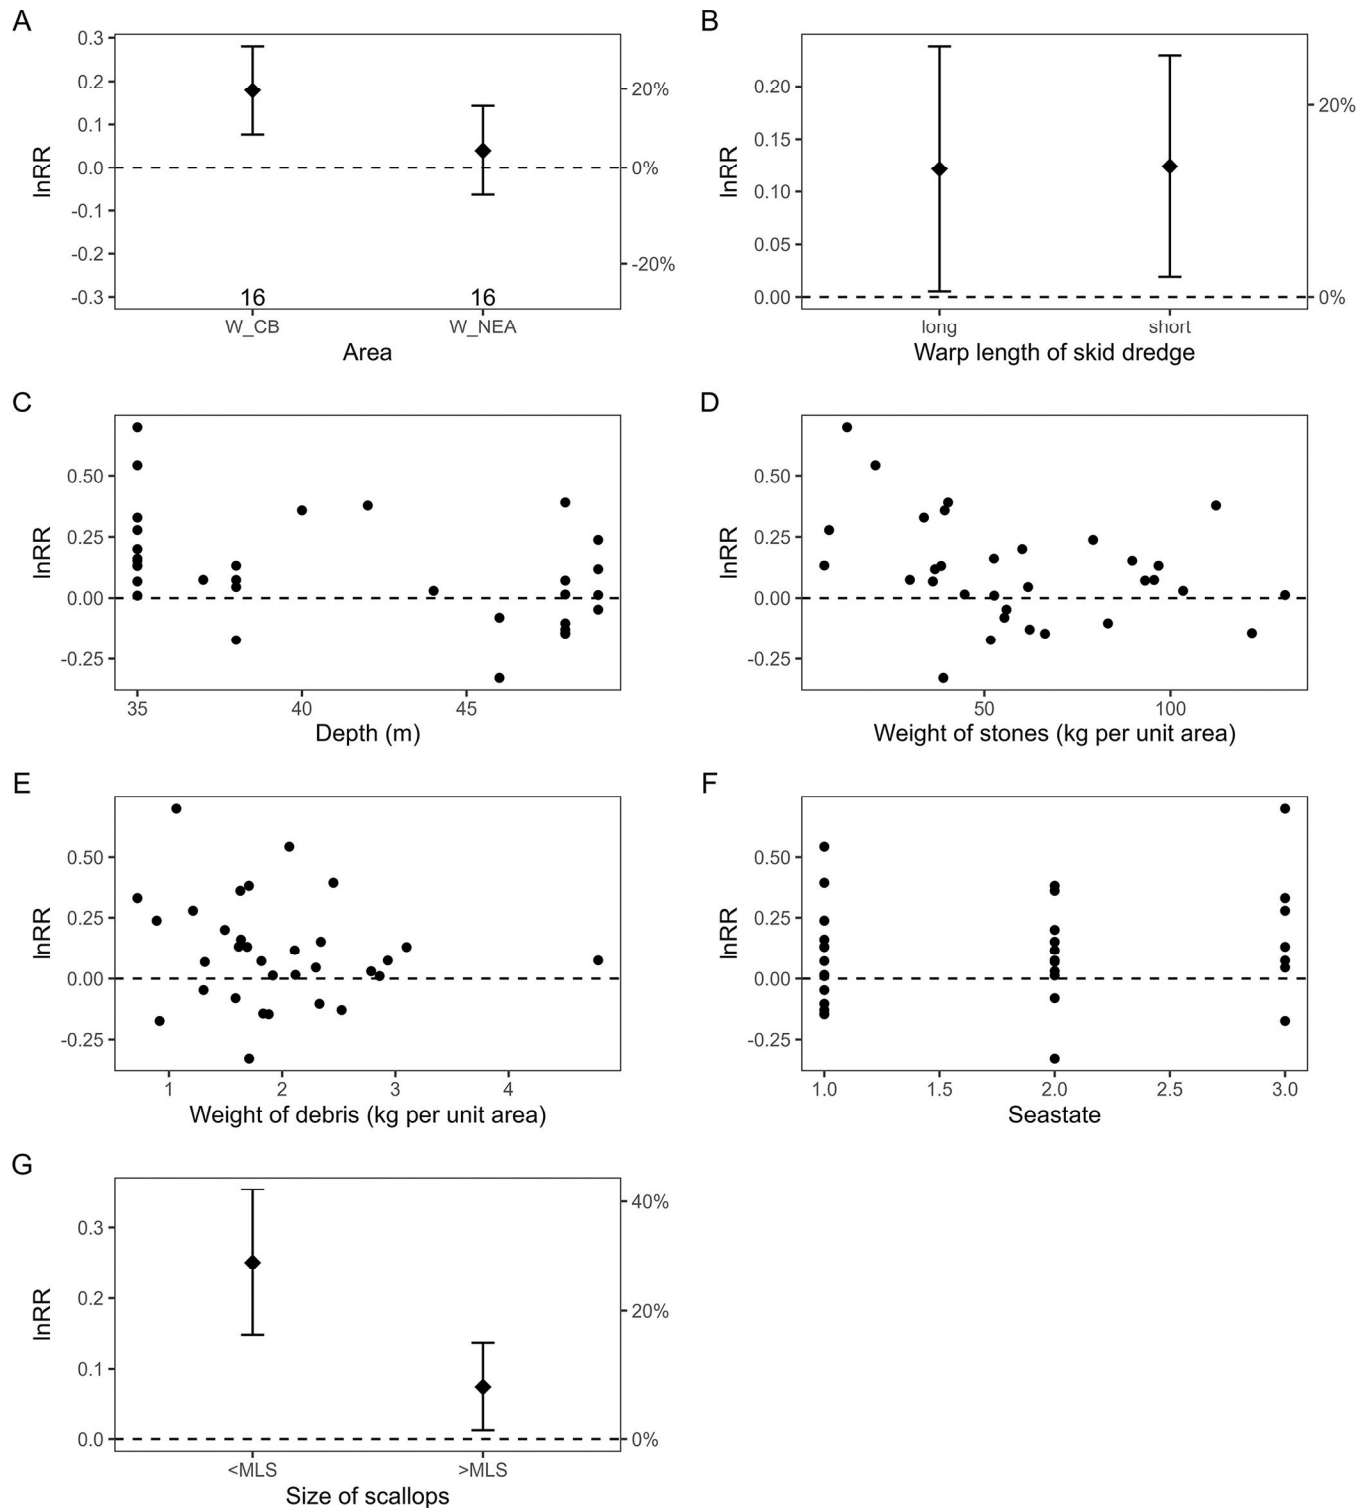 A
0.3
0.2
0.1
0.0
-0.1
-0.2
-0.3
lnRR
20%
0%
-20%
16 16
W_CB W_NEA
Area
B
0.20
0.15
0.10
0.05
0.00
lnRR
20%
0%
long short
Warp length of skid dredge
C
0.50
0.25
0.00
-0.25
lnRR
35 40 45
Depth (m)
D
0.50
0.25
0.00
-0.25
lnRR
50 100
Weight of stones (kg per unit area)
E
0.50
0.25
0.00
-0.25
lnRR
1 2 3 4
Weight of debris (kg per unit area)
F
0.50
0.25
0.00
-0.25
lnRR
1.0 1.5 2.0 2.5 3.0
Seastate
G
0.3
0.2
0.1
0.0
lnRR
40%
20%
0%
<MLS >MLS
Size of scallops